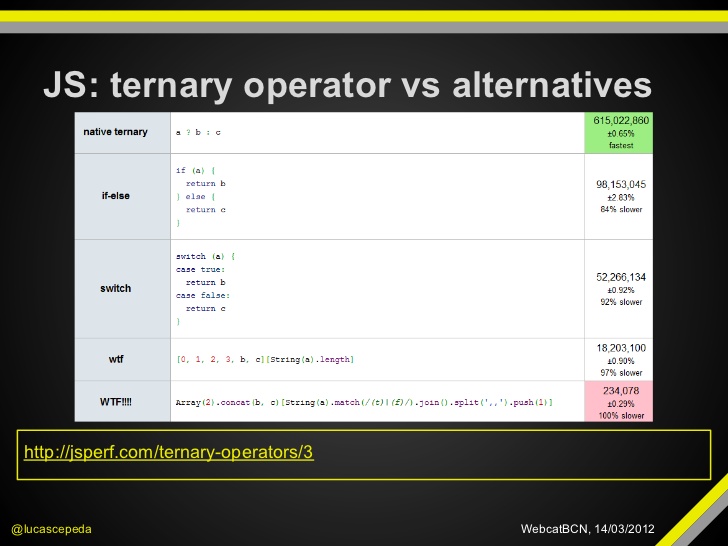 JS: ternary operator vs alternatives
native ternary
a ? b : c
615,022,860
±0.65%
fastest
if-else
if (a) {
return b
} else {
return c
}
98,153,045
±2.83%
84% slower
switch
switch (a) {
case true:
return b
case false:
return c
}
52,266,134
±0.92%
92% slower
wtf
[0, 1, 2, 3, b, c][String(a).length]
18,203,100
±0.90%
97% slower
WTF!!!!
Array(2).concat(b, c)[String(a).match(/(t)|(f)/).join().split(',,').push(1)]
234,078
±0.29%
100% slower
http://jsperf.com/ternary-operators/3
@lucascepeda
WebcatBCN, 14/03/2012